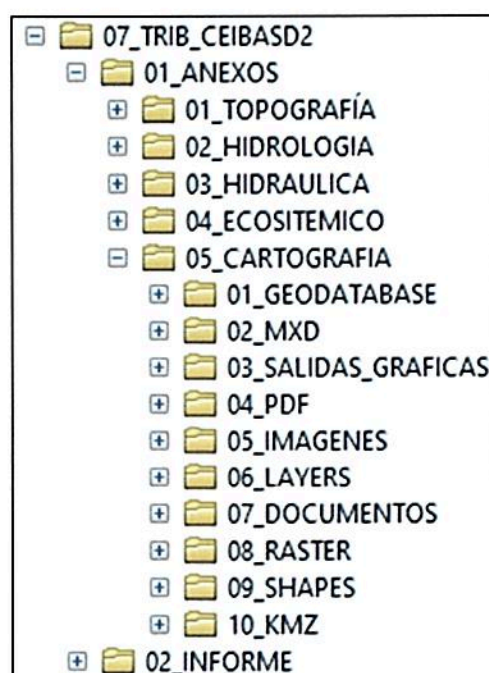 07_TRIB_CEIBASD2
01_ANEXOS
01_TOPOGRAFÍA
02_HIDROLOGIA
03_HIDRAULICA
04_ECOSITEMICO
05_CARTOGRAFIA
01_GEODATABASE
02_MXD
03_SALIDAS_GRAFICAS
04_PDF
05_IMAGENES
06_LAYERS
07_DOCUMENTOS
08_RASTER
09_SHAPES
10_KMZ
02_INFORME